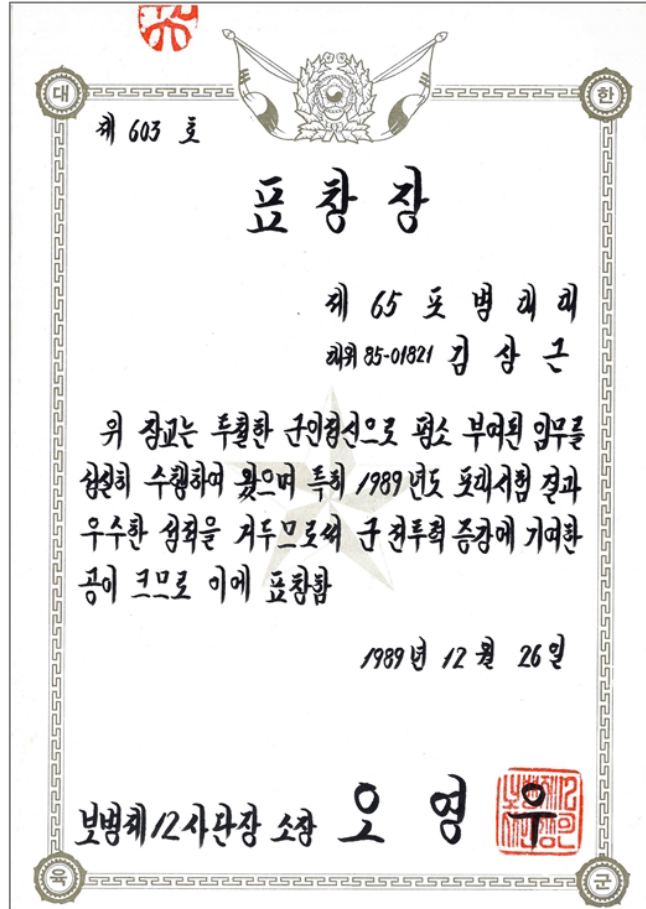 대 한
제 603 호
표 창 장
제 65 포 병 대 대
대위 85-01821 김 상 근
위 장교는 투철한 군인정신으로 평소 부여된 임무를
성실히 수행하여 왔으며 특히 1989년도 포대시험 결과
우수한 성적을 거두므로써 군 전투력 증강에 기여한
공이 크므로 이에 표창함
1989년 12월 26일
보병제12사단장 소장 오 영 우
육 군